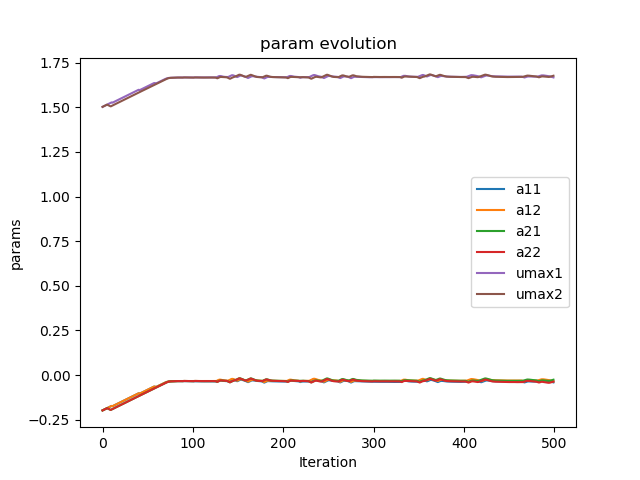 param evolution
1.75
1.50
1.25
1.00
0.75
0.50
0.25
0.00
−0.25
params
a11
a12
a21
a22
umax1
umax2
0 100 200 300 400 500
Iteration